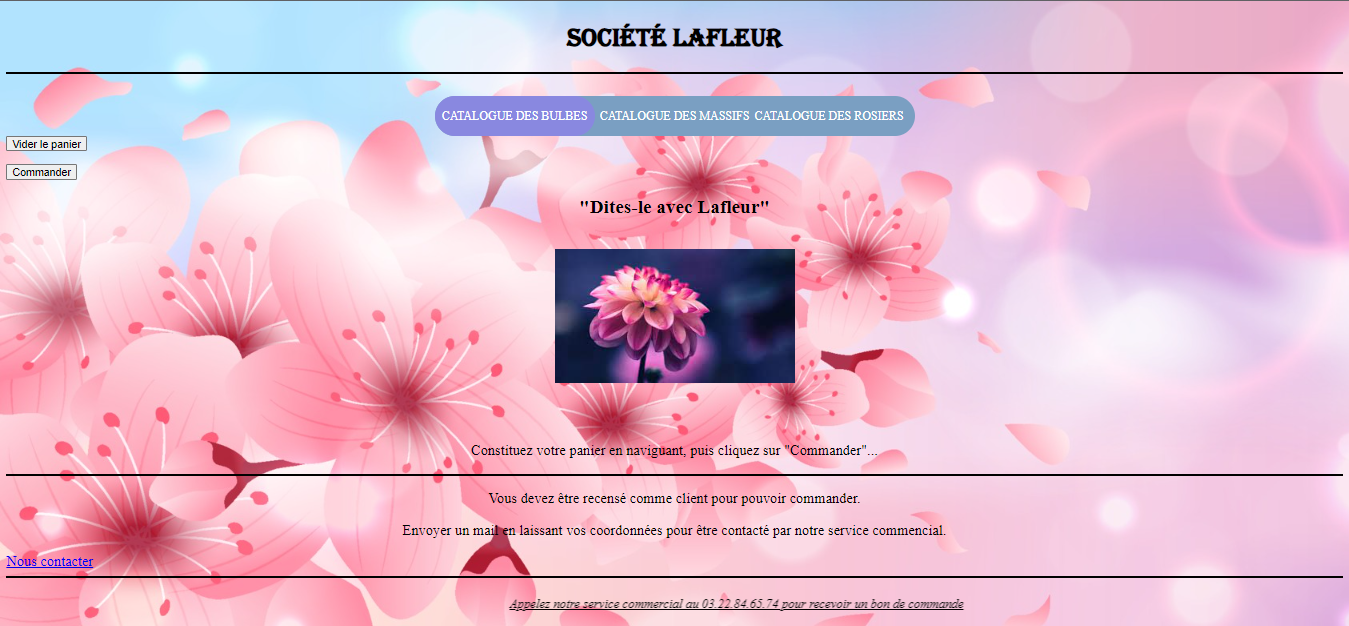 SOCIÉTÉ LAFLEUR
CATALOGUE DES BULBES CATALOGUE DES MASSIFS CATALOGUE DES ROSIERS
Vider le panier
Commander
"Dites-le avec Lafleur"
Constituez votre panier en naviguant, puis cliquez sur "Commander"...
Vous devez être recensé comme client pour pouvoir commander.
Envoyer un mail en laissant vos coordonnées pour être contacté par notre service commencial.
Nous contacter
Appelez notre service commercial au 03.22.84.65.74 pour recevoir un bon de commande